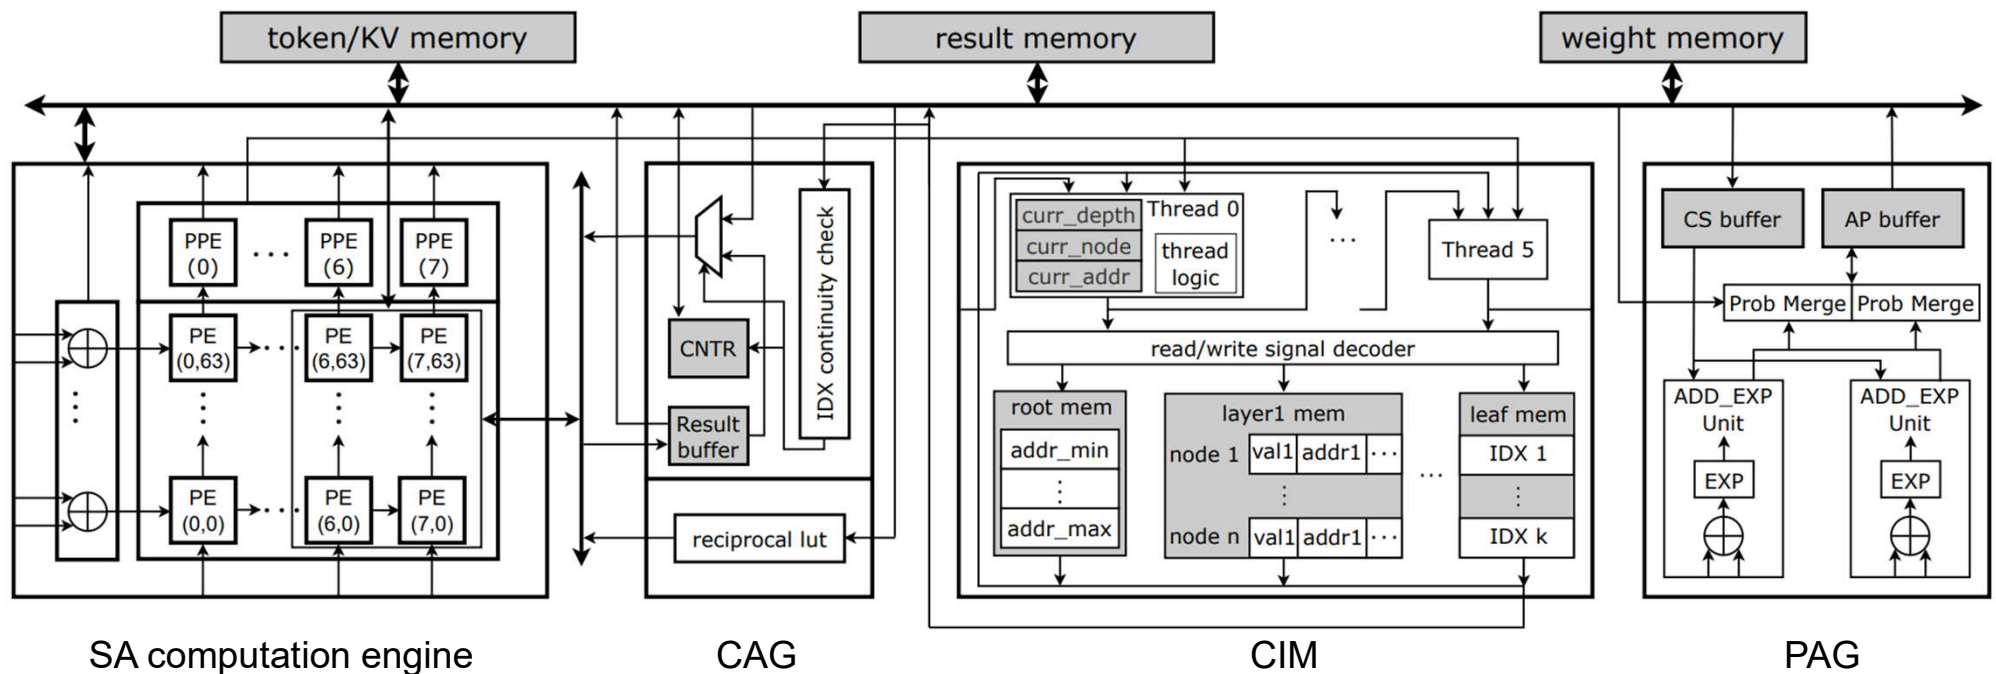 token/KV memory
result memory
weight memory
PPE
(0)
...
PPE
(6)
PPE
(7)
PE
(0,63)
...
PE
(6,63)
PE
(7,63)
PE
(0,0)
...
PE
(6,0)
PE
(7,0)
SA computation engine
CNTR
Result
buffer
IDX continuity check
reciprocal lut
CAG
curr_depth
curr_node
curr_addr
Thread 0
thread
logic
...
Thread 5
read/write signal decoder
root mem
addr_min
addr_max
layer1 mem
node 1
val1
addr1
...
node n
val1
addr1
...
...
leaf mem
IDX 1
IDX k
CIM
CS buffer
AP buffer
Prob Merge
Prob Merge
ADD_EXP
Unit
EXP
ADD_EXP
Unit
EXP
PAG